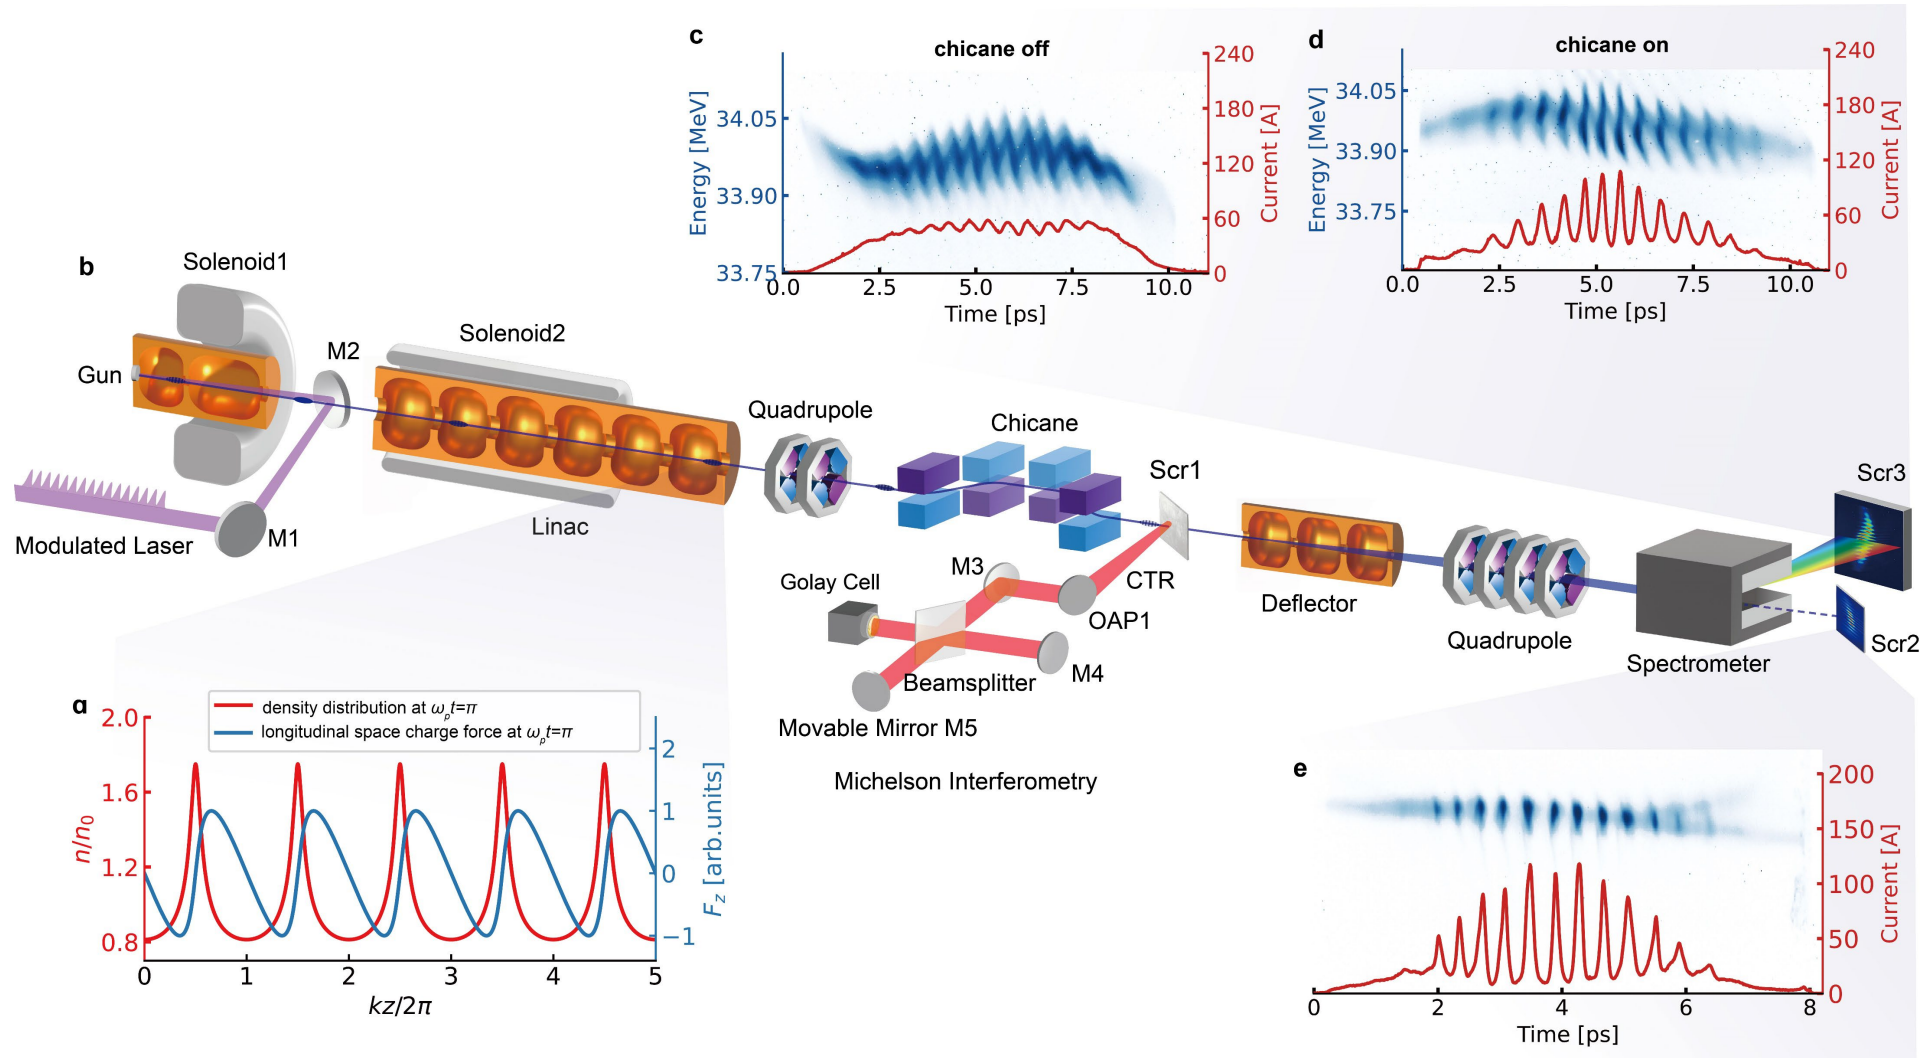 c
chicane off
Energy [MeV]
34.05
33.90
33.75
240
180
120
60
0
Current [A]
0.0 2.5 5.0 7.5 10.0
Time [ps]
d
chicane on
Energy [MeV]
34.05
33.90
33.75
240
180
120
60
0
Current [A]
0.0 2.5 5.0 7.5 10.0
Time [ps]
b
Solenoid1
Gun
M2
Solenoid2
Linac
Modulated Laser
M1
Quadrupole
Chicane
Scr1
CTR
M3
OAP1
Golay Cell
Beamsplitter
M4
Movable Mirror M5
Michelson Interferometry
Deflector
Quadrupole
Spectrometer
Scr3
Scr2
a
density distribution at ωₚt=π
longitudinal space charge force at ωₚt=π
n/n₀
2.0
1.6
1.2
0.8
2
1
0
−1
F_z [arb.units]
0 1 2 3 4 5
kz/2π
e
200
150
100
50
0
Current [A]
0 2 4 6 8
Time [ps]